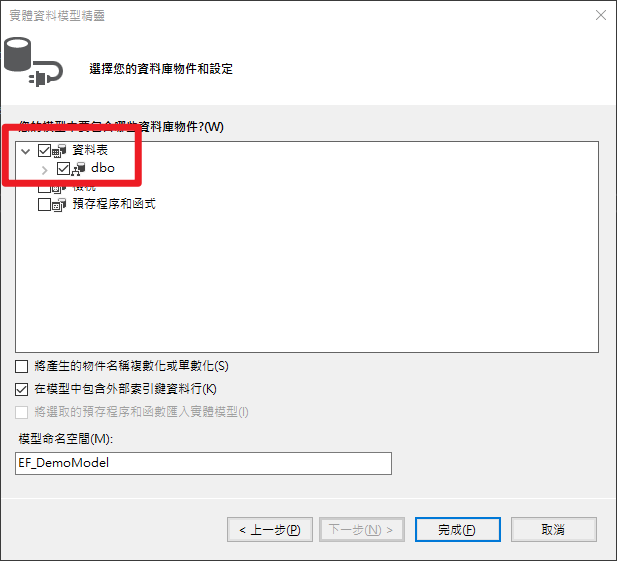 實體資料模型精靈
選擇您的資料庫物件和設定
您的模型中要包含哪些資料庫物件?(W)
資料表
dbo
檢視
預存程序和函式
將產生的物件名稱複數化或單數化(S)
在模型中包含外部索引鍵資料行(K)
將選取的預存程序和函數匯入實體模型(I)
模型命名空間(M):
EF_DemoModel
< 上一步(P)
下一步(N) >
完成(F)
取消